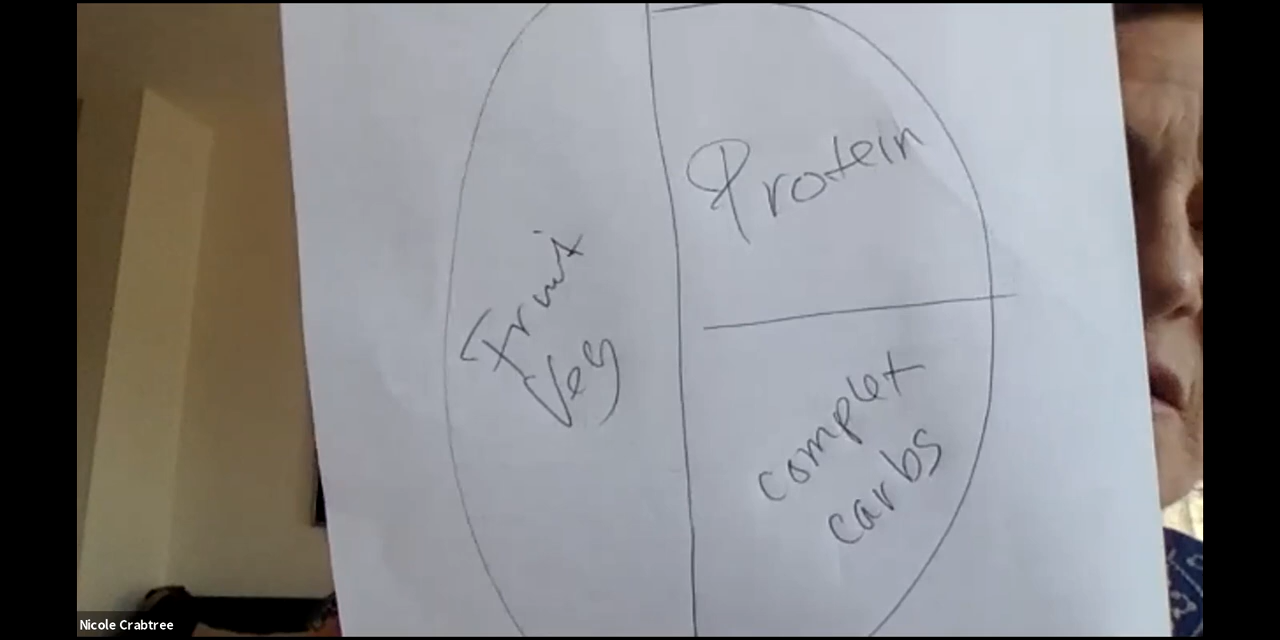 Protein
Fruit
Veg
complet
carbs
Nicole Crabtree